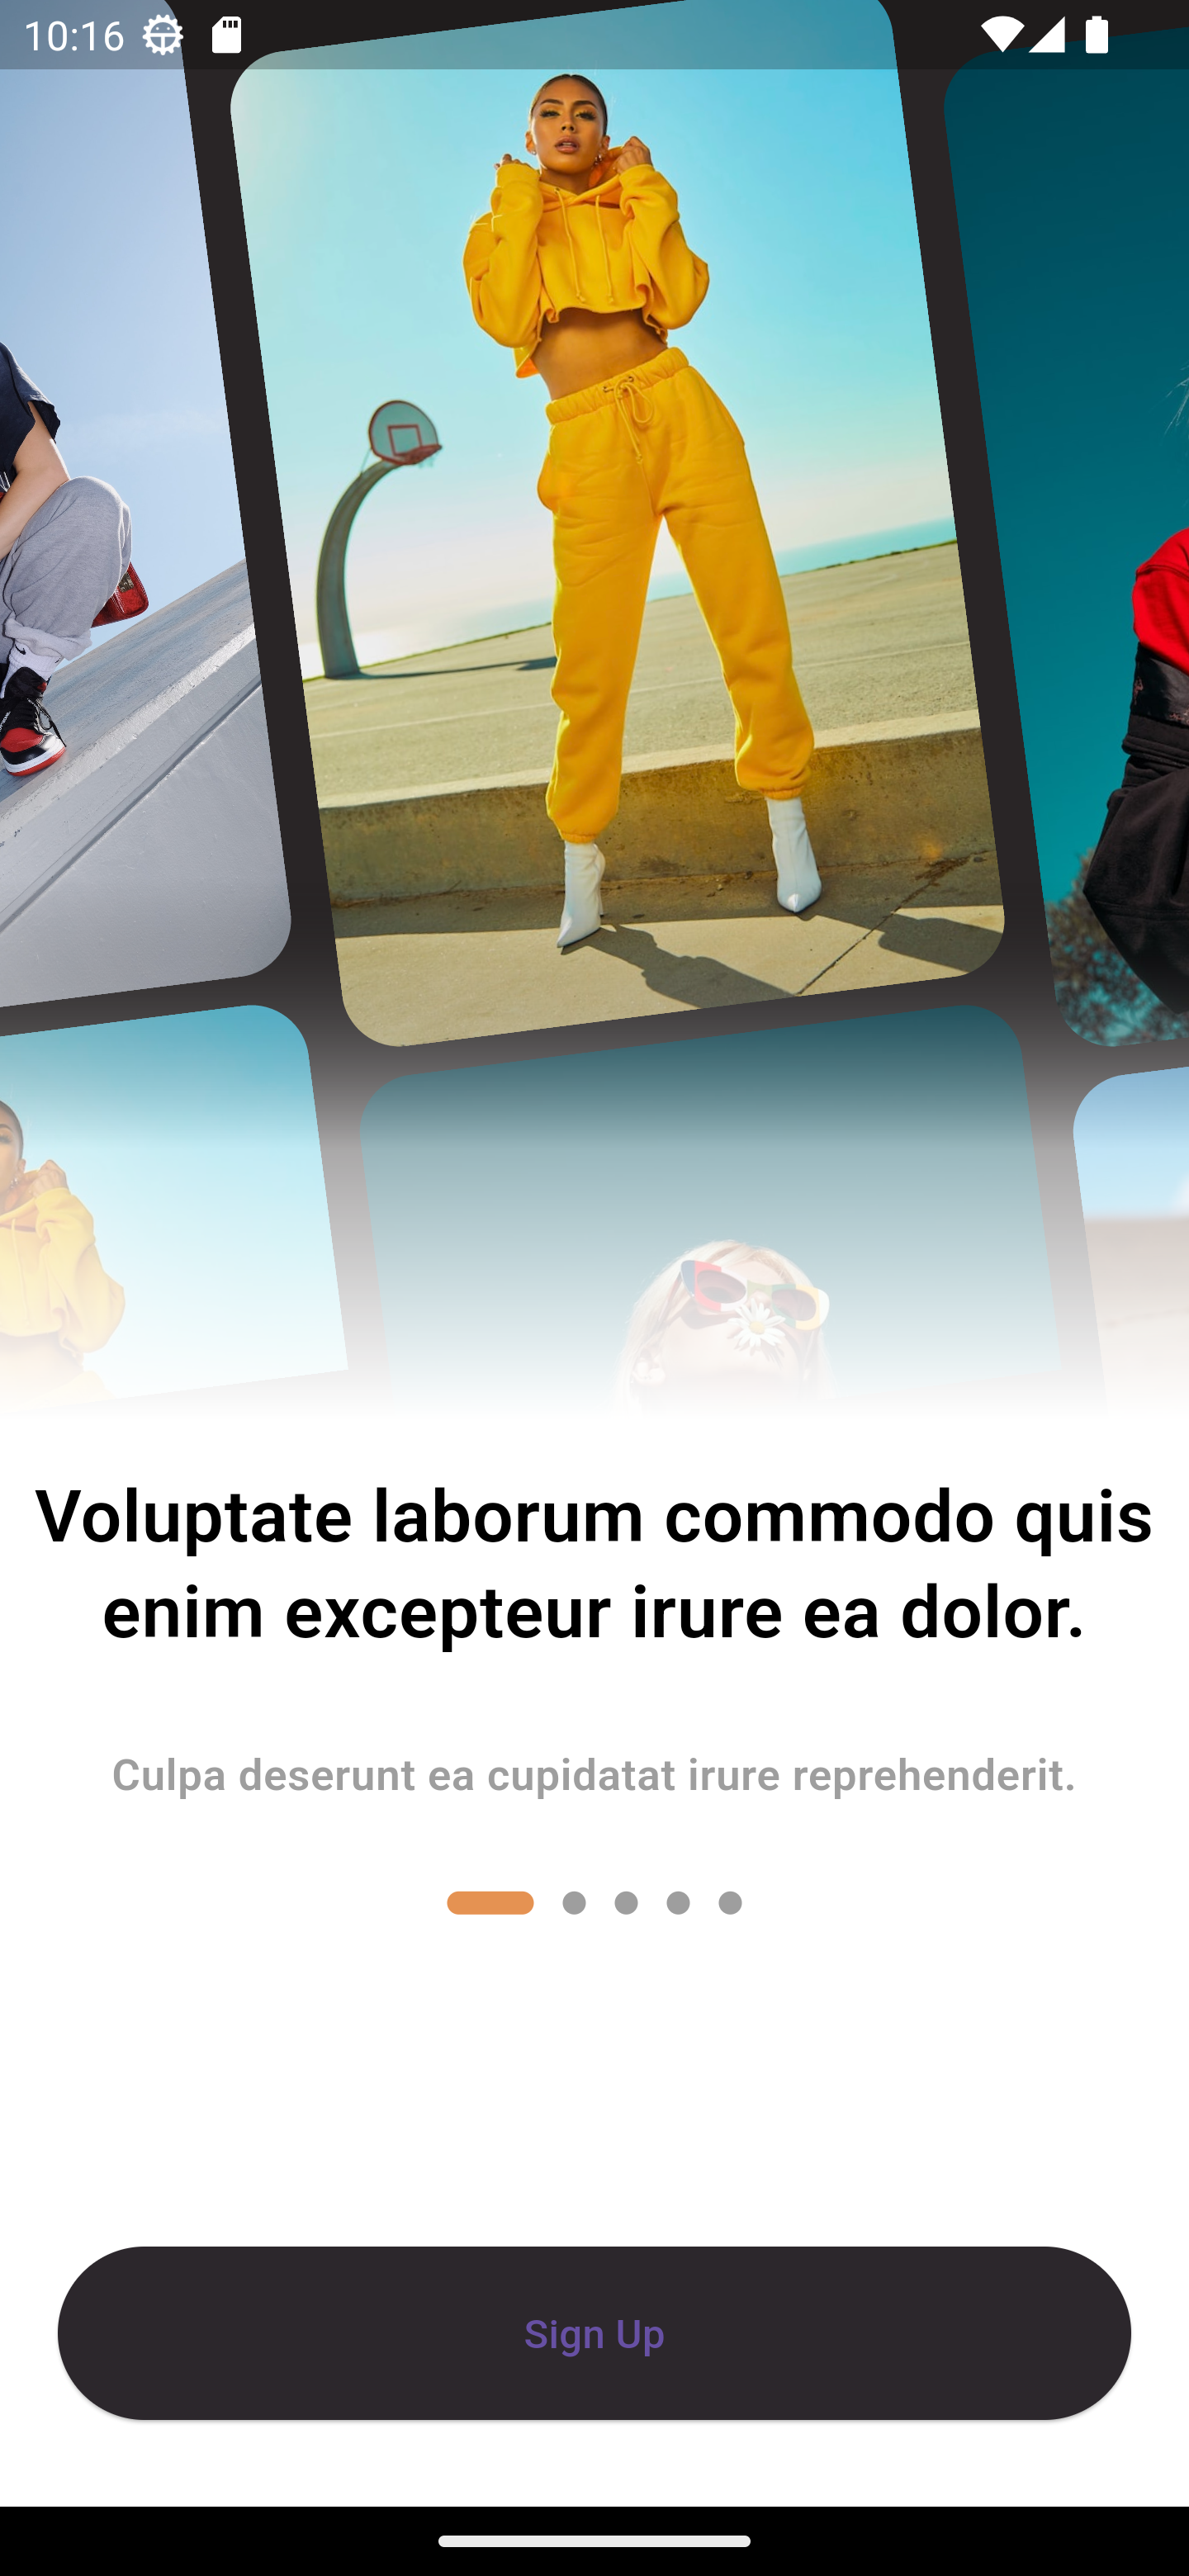 10:16
Voluptate laborum commodo quis
enim excepteur irure ea dolor.
Culpa deserunt ea cupidatat irure reprehenderit.
Sign Up